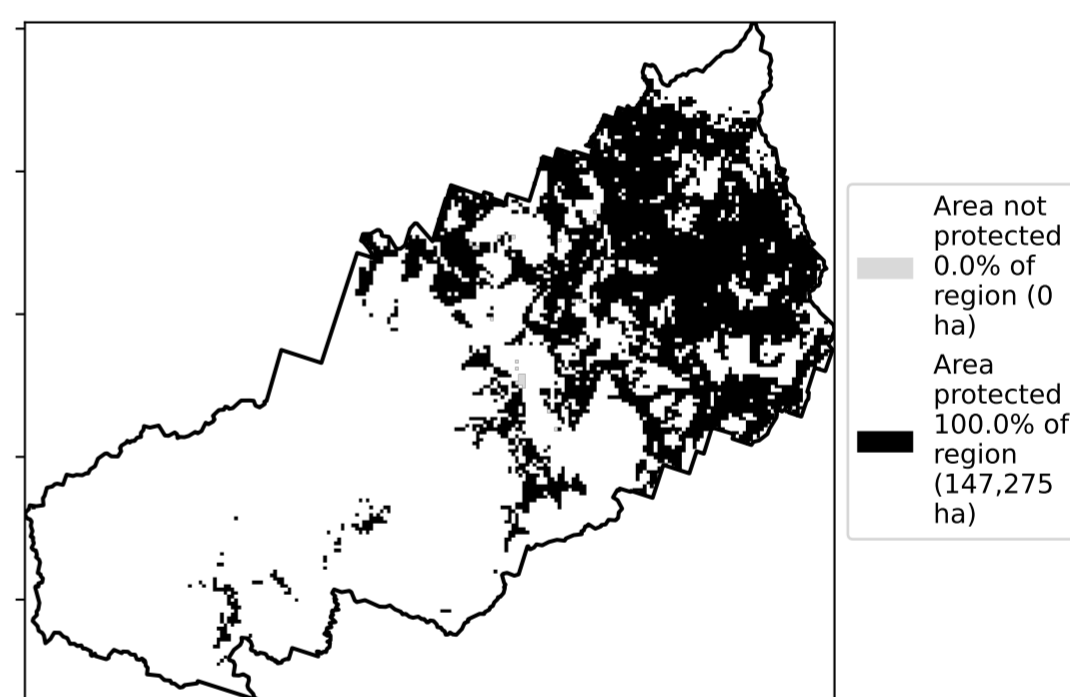 Area not
protected
0.0% of
region (0
ha)
Area
protected
100.0% of
region
(147,275
ha)